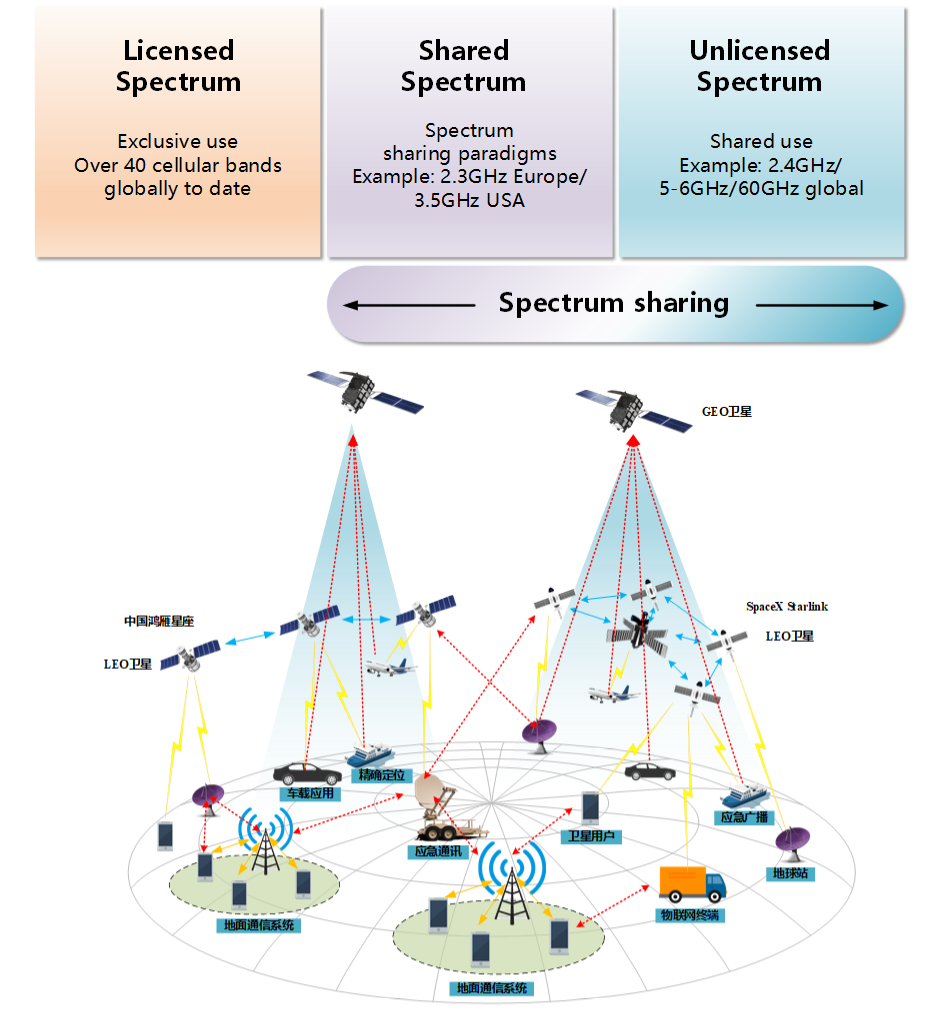 Licensed
Spectrum
Exclusive use
Over 40 cellular bands
globally to date
Shared
Spectrum
Spectrum
sharing paradigms
Example: 2.3GHz Europe/
3.5GHz USA
Unlicensed
Spectrum
Shared use
Example: 2.4GHz/
5-6GHz/60GHz global
Spectrum sharing
GEO卫星
中国鸿雁星座
LEO卫星
SpaceX Starlink
LEO卫星
精确定位
车载应用
应急广播
卫星用户
应急通讯
地球站
物联网终端
地面通信系统
地面通信系统